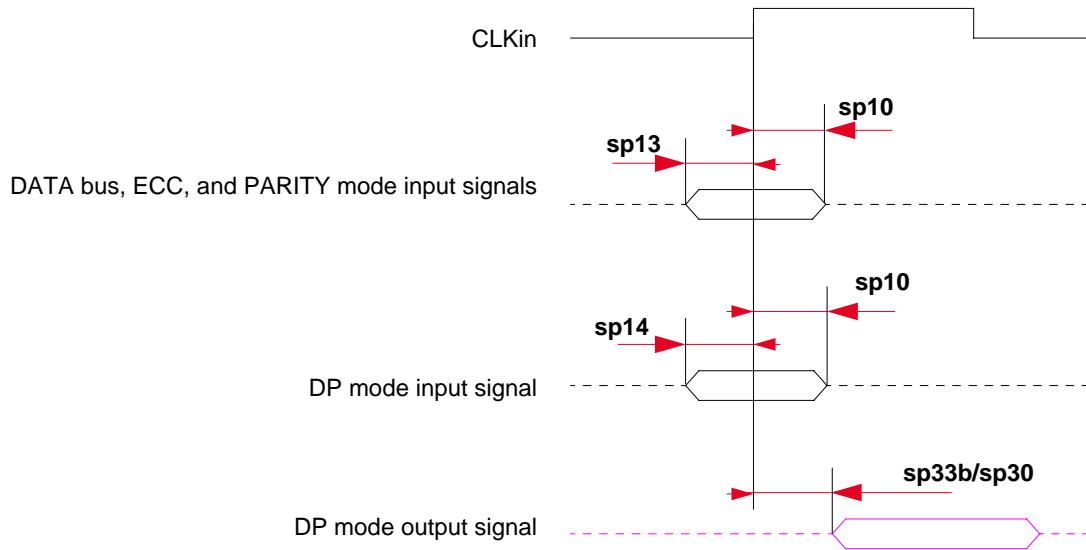 CLKin
sp10
sp13
DATA bus, ECC, and PARITY mode input signals
sp10
sp14
DP mode input signal
sp33b/sp30
DP mode output signal